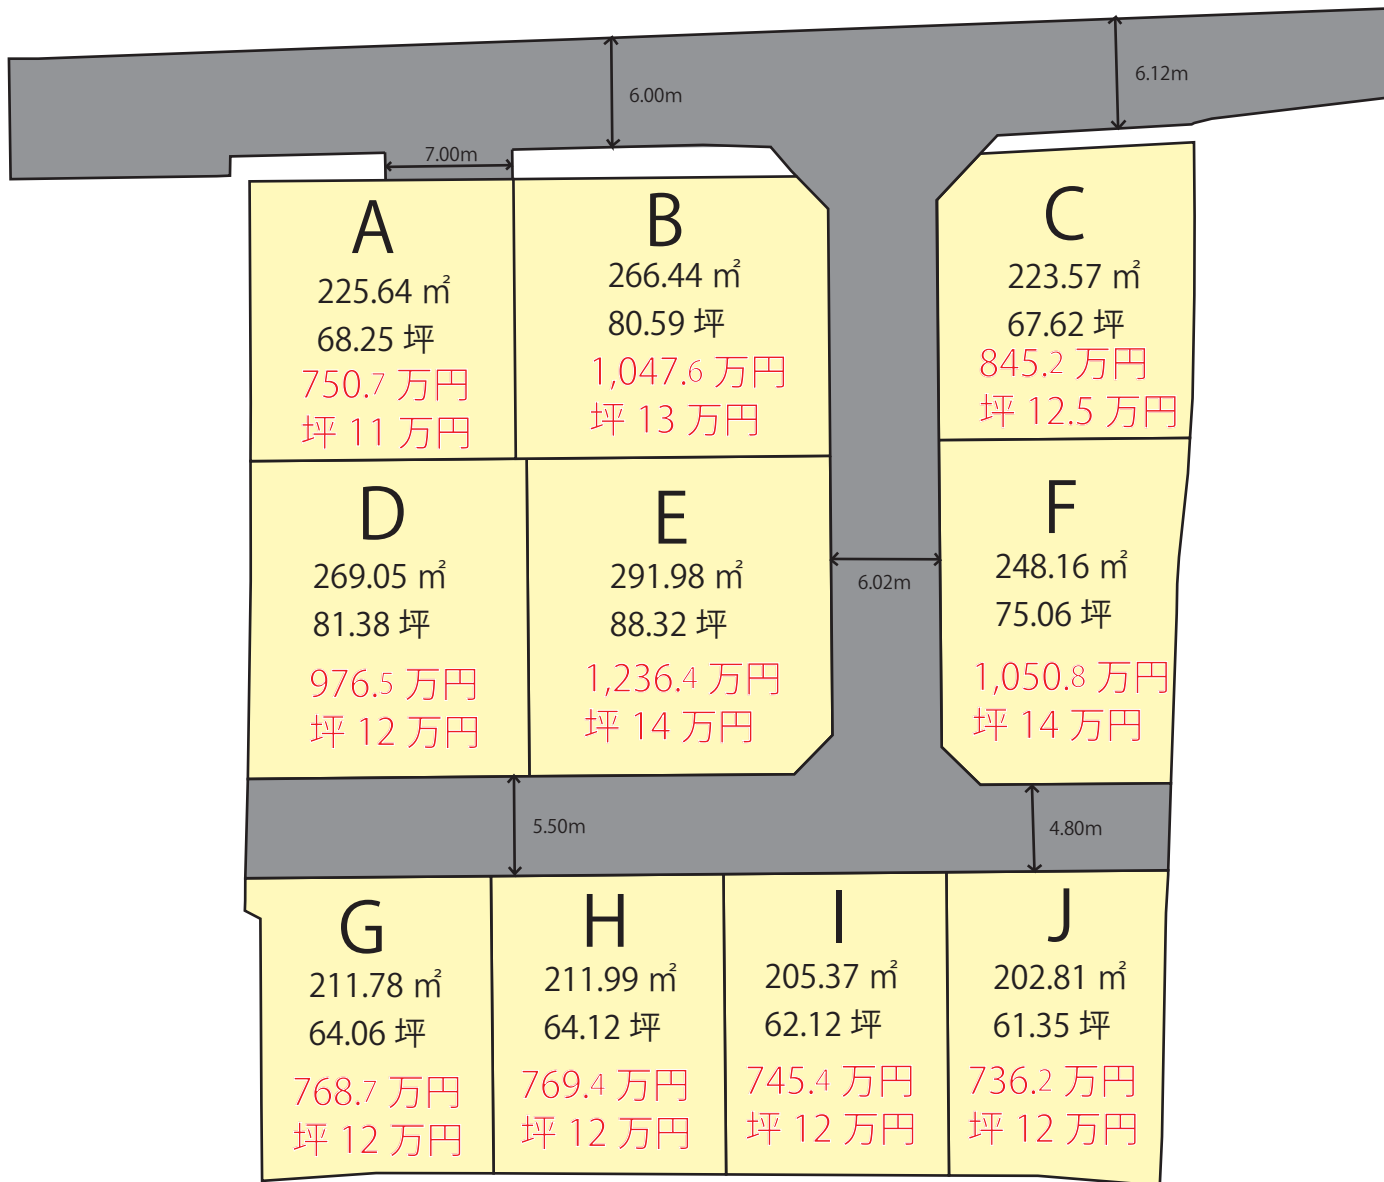 6.00m
6.12m
7.00m
A
225.64 ㎡
68.25 坪
750.7 万円
坪 11 万円
B
266.44 ㎡
80.59 坪
1,047.6 万円
坪 13 万円
C
223.57 ㎡
67.62 坪
845.2 万円
坪 12.5 万円
D
269.05 ㎡
81.38 坪
976.5 万円
坪 12 万円
E
291.98 ㎡
88.32 坪
1,236.4 万円
坪 14 万円
6.02m
F
248.16 ㎡
75.06 坪
1,050.8 万円
坪 14 万円
5.50m
4.80m
G
211.78 ㎡
64.06 坪
768.7 万円
坪 12 万円
H
211.99 ㎡
64.12 坪
769.4 万円
坪 12 万円
I
205.37 ㎡
62.12 坪
745.4 万円
坪 12 万円
J
202.81 ㎡
61.35 坪
736.2 万円
坪 12 万円